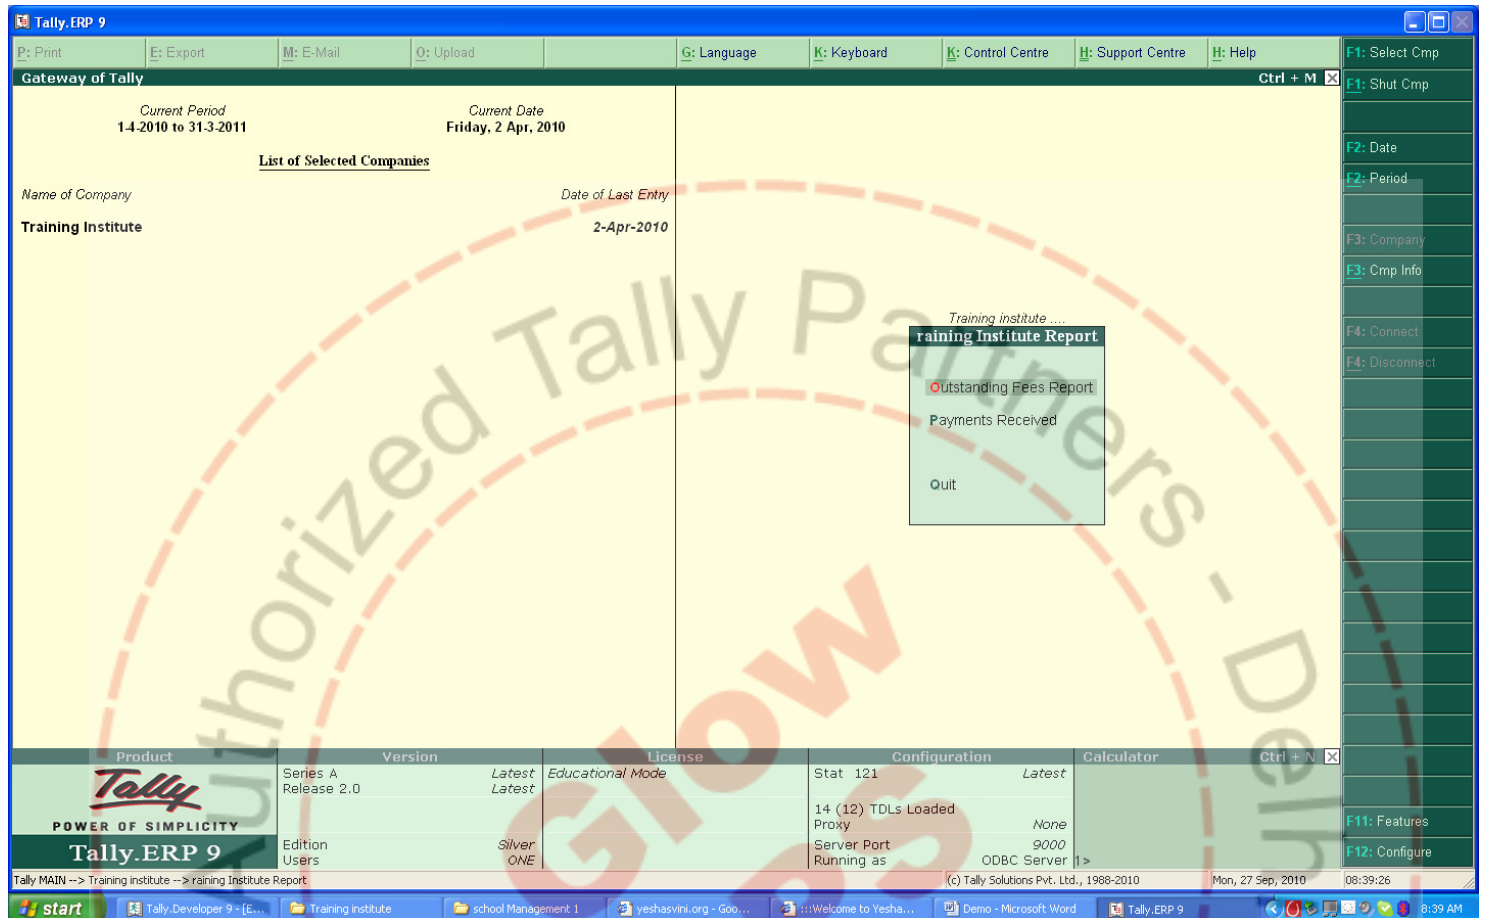 Tally.ERP 9
P: Print E: Export M: E-Mail O: Upload G: Language K: Keyboard K: Control Centre H: Support Centre H: Help
F1: Select Cmp
Gateway of Tally Ctrl + M
F1: Shut Cmp
Current Period Current Date
1-4-2010 to 31-3-2011 Friday, 2 Apr, 2010
F2: Date
List of Selected Companies
F2: Period
Name of Company Date of Last Entry
Training Institute 2-Apr-2010
F3: Company
F3: Cmp Info
Training institute ....
raining Institute Report
F4: Connect
F4: Disconnect
Outstanding Fees Report
Payments Received
Quit
Authorized Tally Partners - Delh
Glow
Product Version License Configuration Calculator Ctrl + N
Tally
POWER OF SIMPLICITY
Tally.ERP 9
Series A Latest
Release 2.0 Latest
Edition Silver
Users ONE
Educational Mode
Stat 121 Latest
14 (12) TDLs Loaded
Proxy None
Server Port 9000
Running as ODBC Server
1>
F11: Features
F12: Configure
Tally MAIN --> Training institute --> raining Institute Report (c) Tally Solutions Pvt. Ltd., 1988-2010 Mon, 27 Sep, 2010 08:39:26
start Tally.Developer 9 - [E... Training institute school Management 1 yeshasvini.org - Goo... :::Welcome to Yesha... Demo - Microsoft Word Tally.ERP 9 8:39 AM